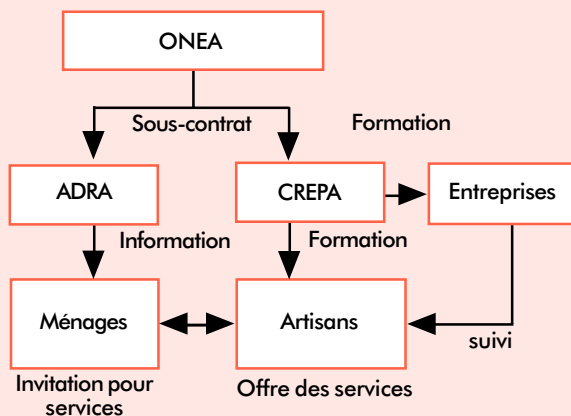 ONEA
Sous-contrat
Formation
ADRA
CREPA
Entreprises
Information
Formation
Ménages
Artisans
suivi
Invitation pour
services
Offre des services